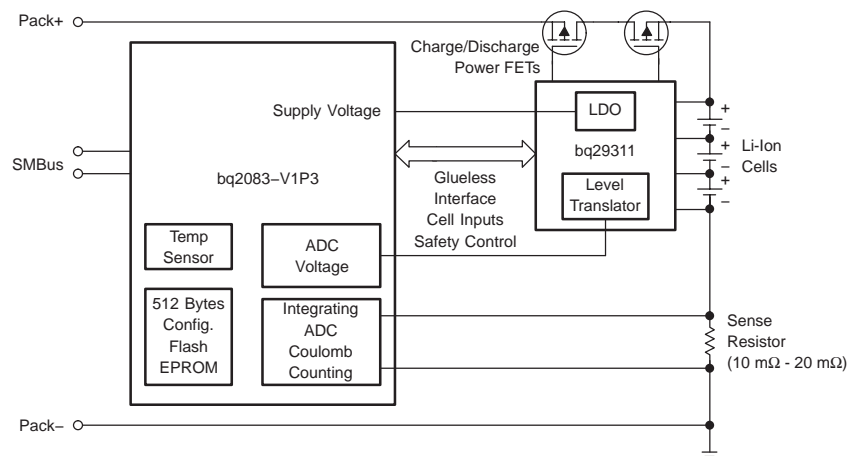 Pack+
Charge/Discharge
Power FETs
Supply Voltage
LDO
bq29311
+
−
+
−
+
−
Li-Ion
Cells
SMBus
bq2083−V1P3
Glueless
Interface
Cell Inputs
Safety Control
Level
Translator
Temp
Sensor
ADC
Voltage
512 Bytes
Config.
Flash
EPROM
Integrating
ADC
Coulomb
Counting
Sense
Resistor
(10 mΩ - 20 mΩ)
Pack−